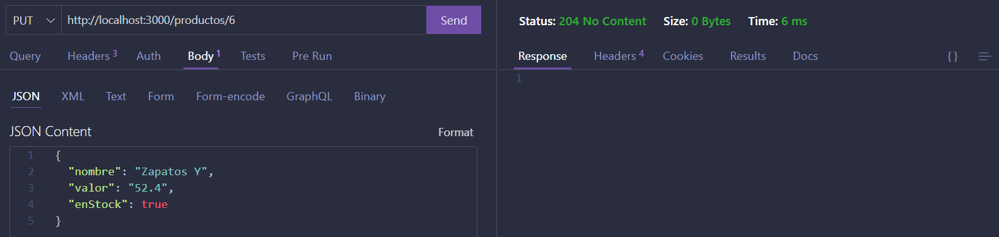 PUT http://localhost:3000/productos/6 Send
Query Headers 3 Auth Body 1 Tests Pre Run
JSON XML Text Form Form-encode GraphQL Binary
JSON Content Format
1 {
2 "nombre": "Zapatos Y",
3 "valor": "52.4",
4 "enStock": true
5 }
Status: 204 No Content Size: 0 Bytes Time: 6 ms
Response Headers 4 Cookies Results Docs { }
1